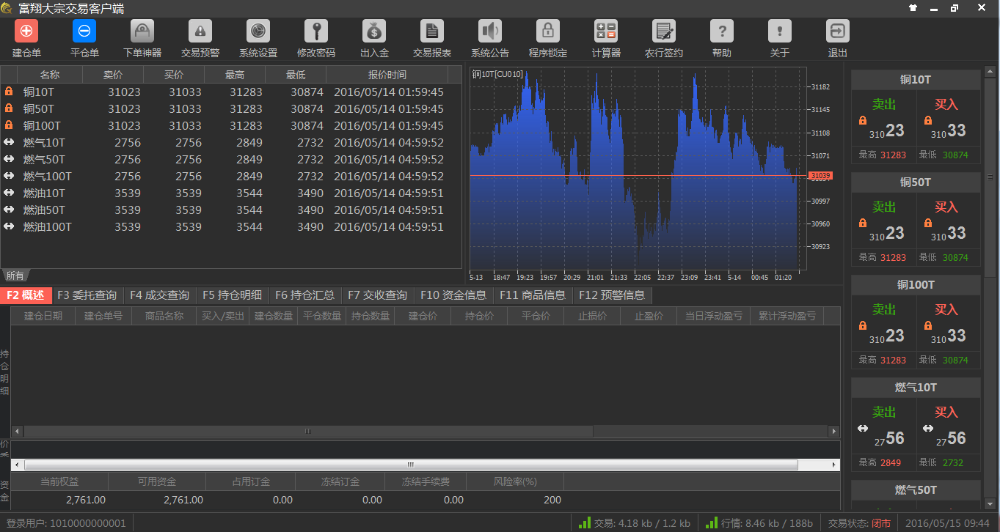 富翔大宗交易客户端
建仓单 平仓单 下单神器 交易预警 系统设置 修改密码 出入金 交易报表 系统公告 程序锁定 计算器 农行签约 帮助 关于 退出
名称 卖价 买价 最高 最低 报价时间
铜10T 31023 31033 31283 30874 2016/05/14 01:59:45
铜50T 31023 31033 31283 30874 2016/05/14 01:59:45
铜100T 31023 31033 31283 30874 2016/05/14 01:59:45
燃气10T 2756 2756 2849 2732 2016/05/14 04:59:52
燃气50T 2756 2756 2849 2732 2016/05/14 04:59:52
燃气100T 2756 2756 2849 2732 2016/05/14 04:59:52
燃油10T 3539 3539 3544 3490 2016/05/14 04:59:51
燃油50T 3539 3539 3544 3490 2016/05/14 04:59:51
燃油100T 3539 3539 3544 3490 2016/05/14 04:59:51
所有
铜10T[CU010]
31182
31145
31108
31071
31039
30997
30960
30923
5-13 18:47 19:23 19:57 20:29 21:01 21:33 22:05 22:37 23:09 23:41 5-14 00:45 01:20
铜10T
卖出 买入
31023 31033
最高 31283 最低 30874
铜50T
卖出 买入
31023 31033
最高 31283 最低 30874
铜100T
卖出 买入
31023 31033
最高 31283 最低 30874
燃气10T
卖出 买入
2756 2756
最高 2849 最低 2732
燃气50T
F2 概述 F3 委托查询 F4 成交查询 F5 持仓明细 F6 持仓汇总 F7 交收查询 F10 资金信息 F11 商品信息 F12 预警信息
建仓日期 建仓单号 商品名称 买入/卖出 建仓数量 平仓数量 持仓数量 建仓价 持仓价 平仓价 止损价 止盈价 当日浮动盈亏 累计浮动盈亏
持仓明细
价
资金
当前权益 可用资金 占用订金 冻结订金 冻结手续费 风险率(%)
2,761.00 2,761.00 0.00 0.00 0.00 200
登录用户: 1010000000001 交易: 4.18 kb / 1.2 kb 行情: 8.46 kb / 188b 交易状态: 闭市 2016/05/15 09:44